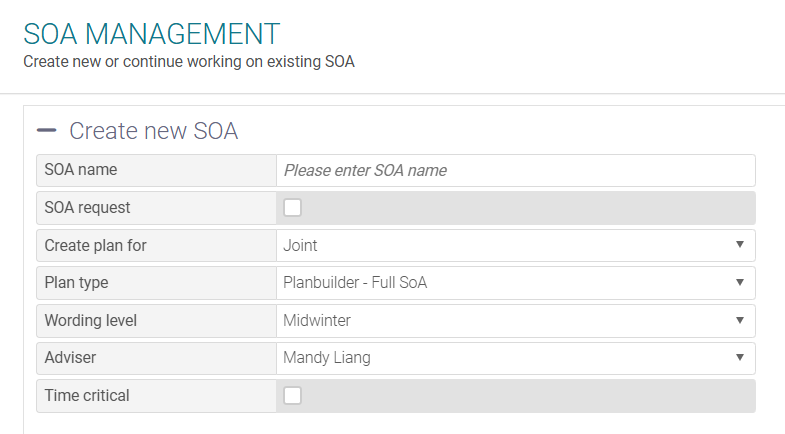 SOA MANAGEMENT
Create new or continue working on existing SOA
Create new SOA
SOA name Please enter SOA name
SOA request
Create plan for Joint
Plan type Planbuilder - Full SoA
Wording level Midwinter
Adviser Mandy Liang
Time critical